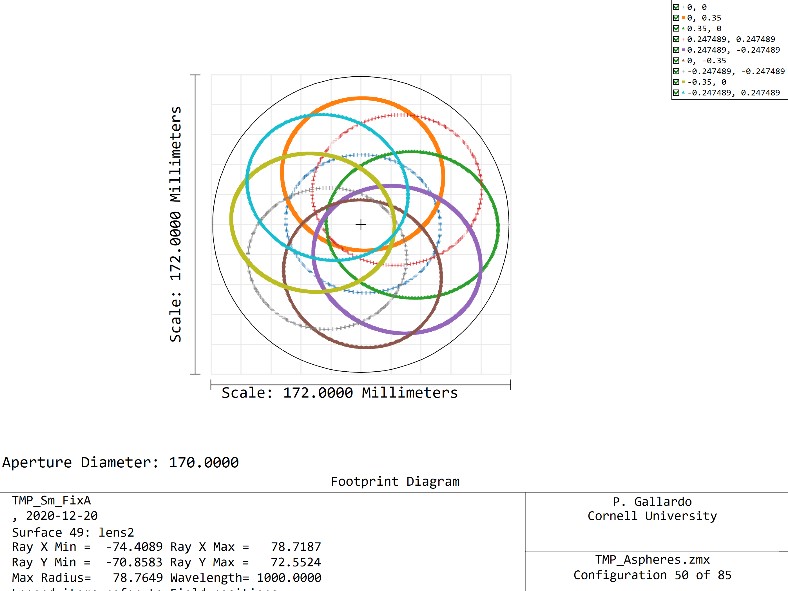 0, 0
0, 0.35
0.35, 0
0.247489, 0.247489
0.247489, -0.247489
0, -0.35
-0.247489, -0.247489
-0.35, 0
-0.247489, 0.247489
Scale: 172.0000 Millimeters
Scale: 172.0000 Millimeters
Aperture Diameter: 170.0000
Footprint Diagram
TMP_Sm_FixA
, 2020-12-20
Surface 49: lens2
Ray X Min = -74.4089 Ray X Max = 78.7187
Ray Y Min = -70.8583 Ray Y Max = 72.5524
Max Radius= 78.7649 Wavelength= 1000.0000
P. Gallardo
Cornell University
TMP_Aspheres.zmx
Configuration 50 of 85